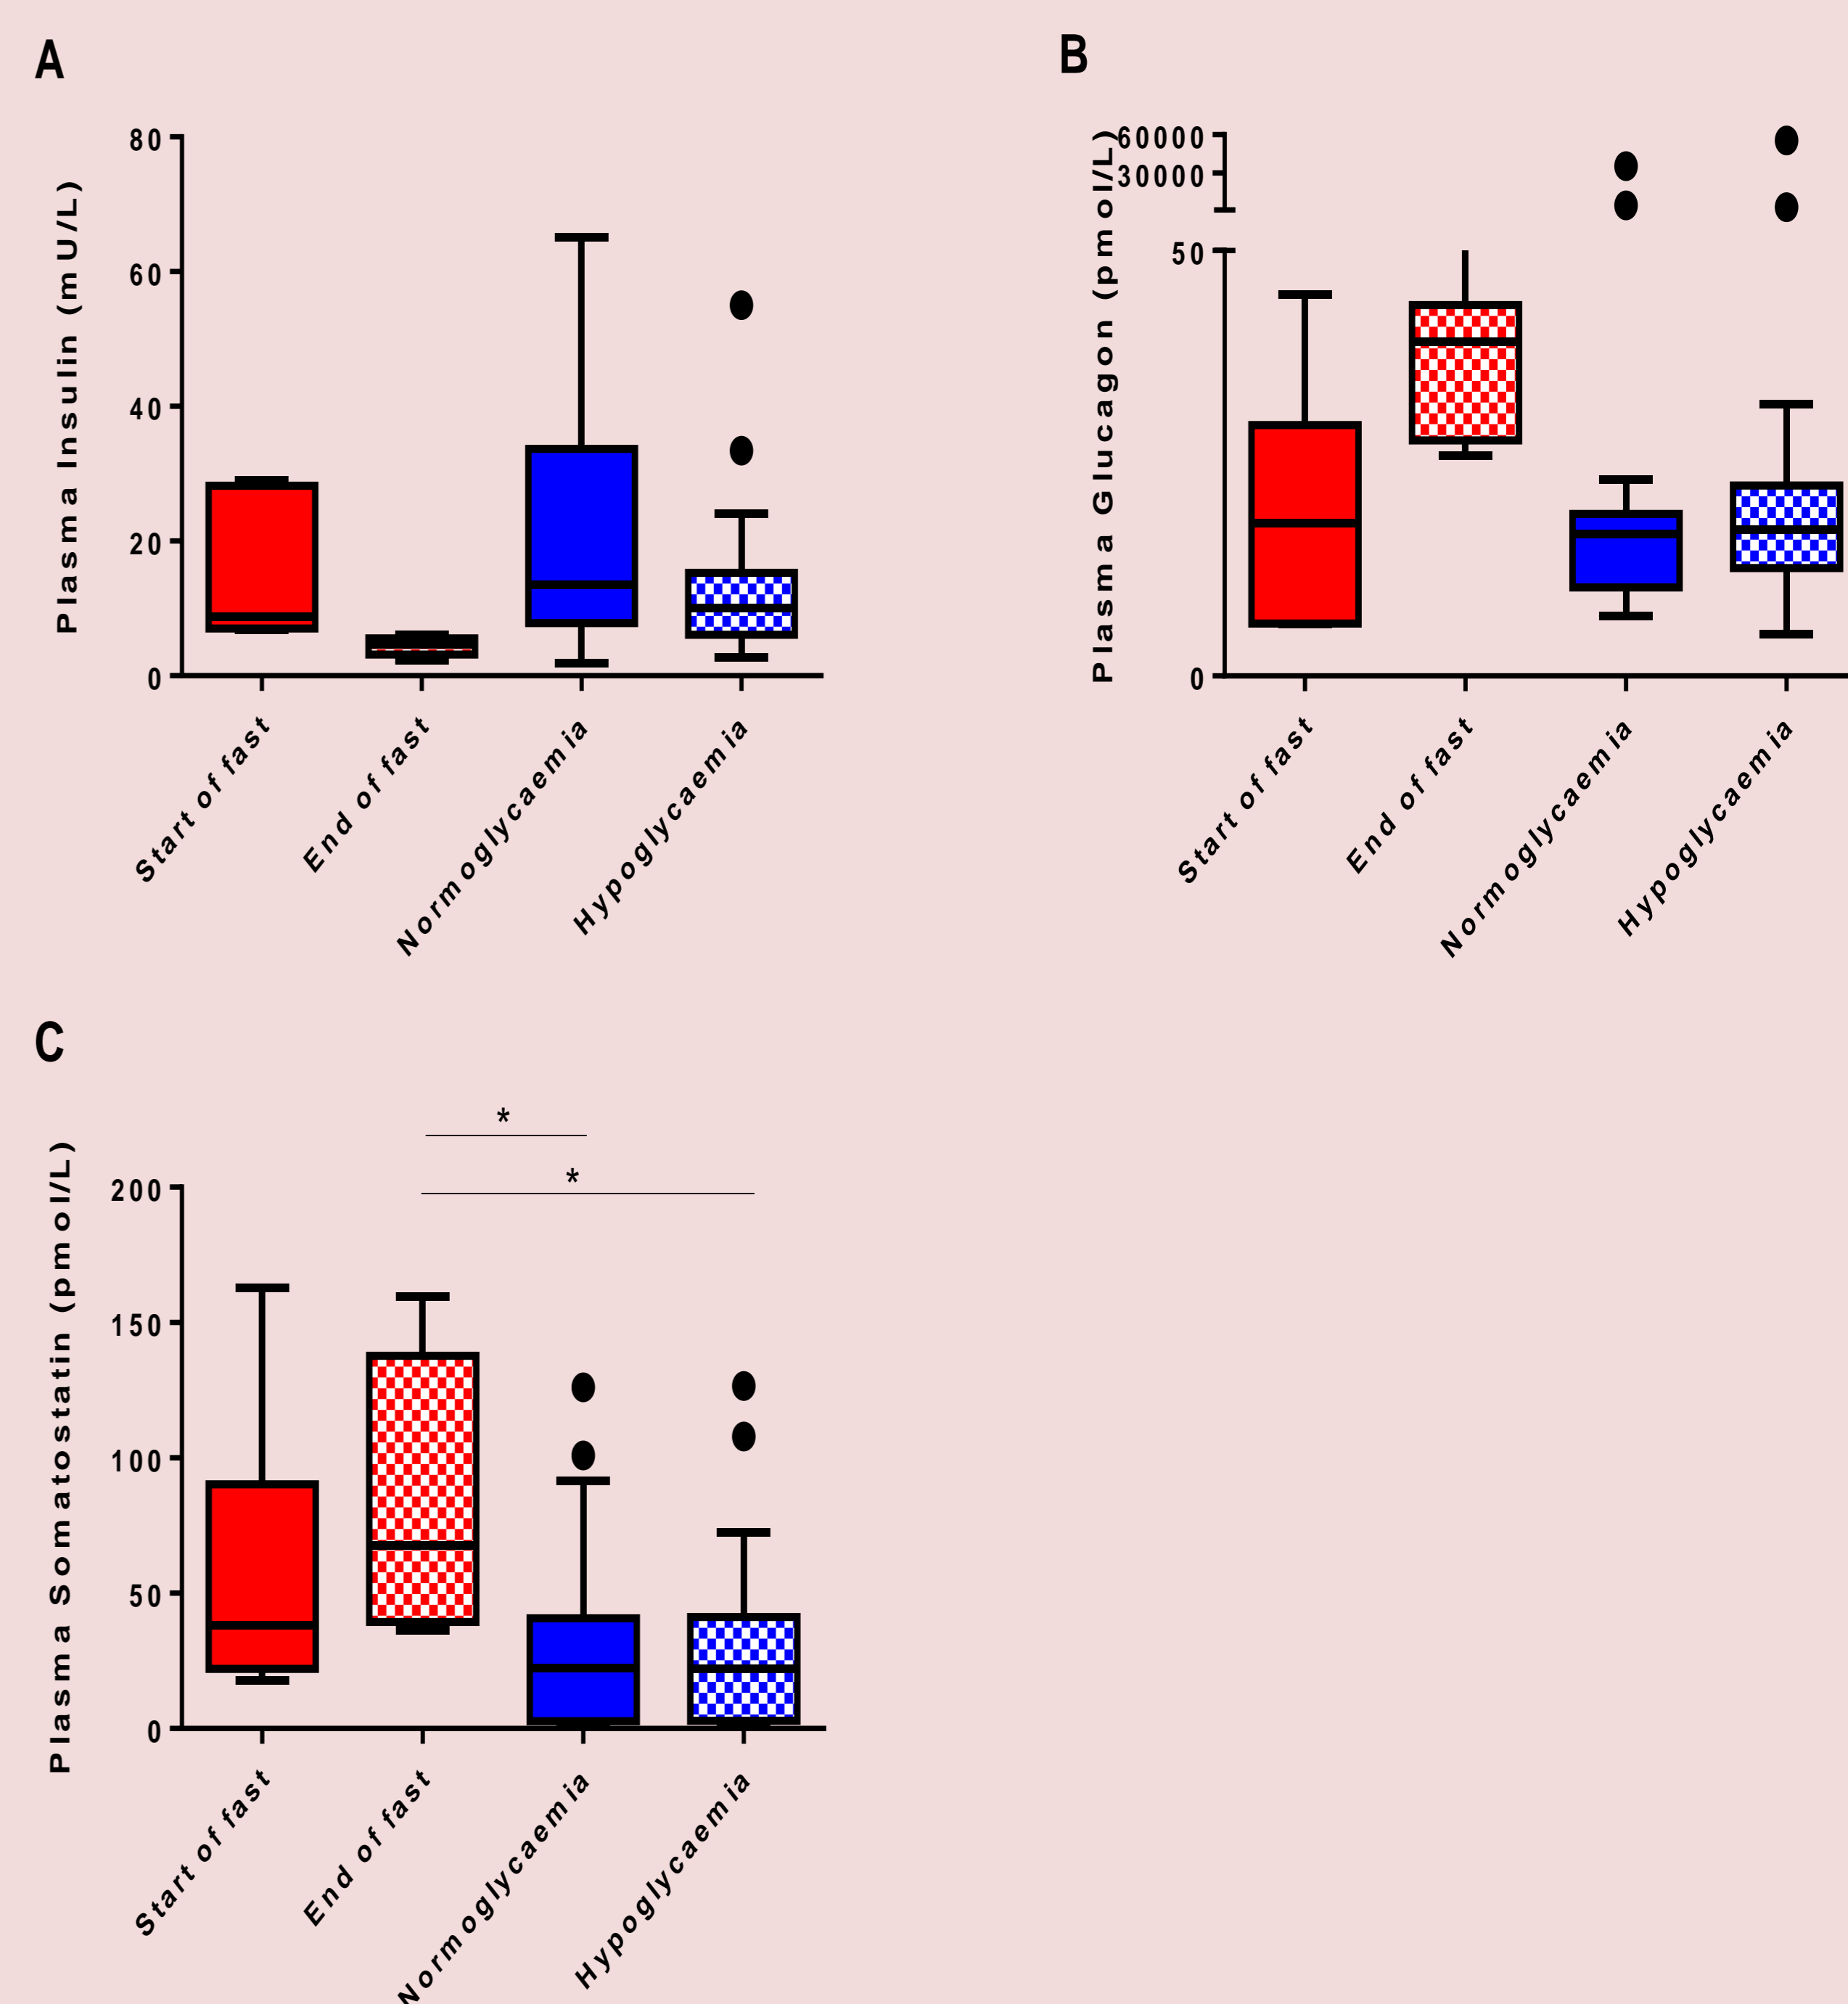 A
Plasma Insulin (mU/L)
80
60
40
20
0
Start of fast
End of fast
Normoglycaemia
Hypoglycaemia
B
Plasma Glucagon (pmol/L)
60000
30000
50
0
Start of fast
End of fast
Normoglycaemia
Hypoglycaemia
C
*
*
Plasma Somatostatin (pmol/L)
200
150
100
50
0
Start of fast
End of fast
Normoglycaemia
Hypoglycaemia